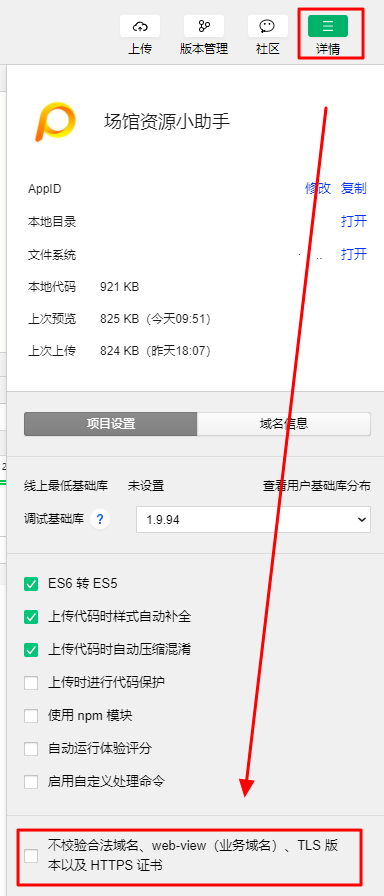 上传 版本管理 社区 详情
场馆资源小助手
AppID 修改 复制
本地目录 打开
文件系统 打开
本地代码 921 KB
上次预览 825 KB（今天09:51）
上次上传 824 KB（昨天18:07）
项目设置 域名信息
2
线上最低基础库 未设置 查看用户基础库分布
调试基础库 ? 1.9.94
ES6 转 ES5
上传代码时样式自动补全
上传代码时自动压缩混淆
上传时进行代码保护
使用 npm 模块
自动运行体验评分
启用自定义处理命令
不校验合法域名、web-view（业务域名）、TLS 版
本以及 HTTPS 证书